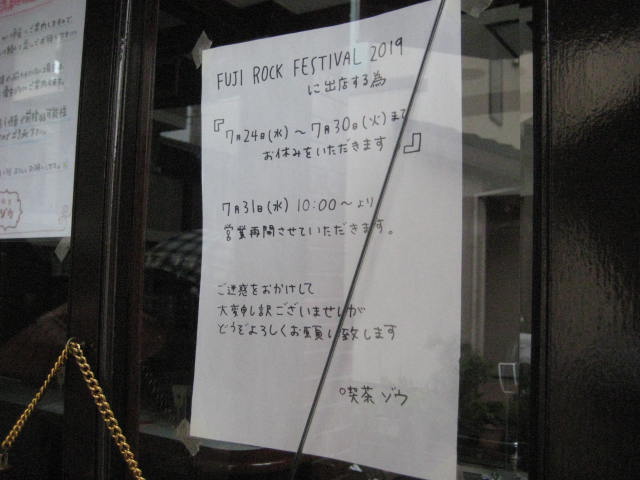 FUJI ROCK FESTIVAL 2019
に出店する為
『7月24日(水)〜7月30日(火)まで
お休みをいただきます。』
7月31日(水) 10:00〜より
営業再開させていただきます。
ご迷惑をおかけして
大変申し訳ございませんが
どうぞよろしくお願い致します
喫茶 ゾウ